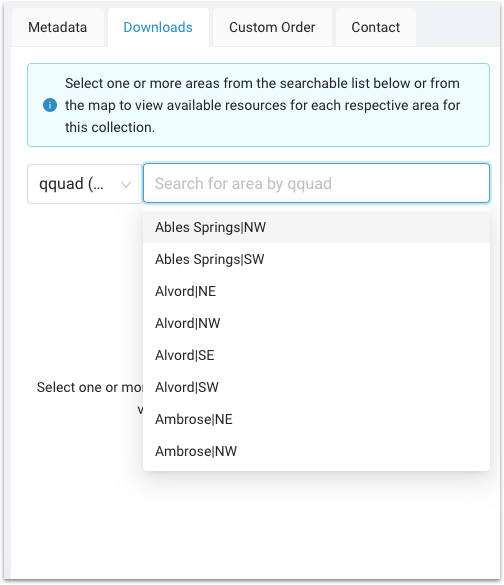 Metadata Downloads Custom Order Contact
Select one or more areas from the searchable list below or from
the map to view available resources for each respective area for
this collection.
qquad (... Search for area by qquad
Ables Springs|NW
Ables Springs|SW
Alvord|NE
Alvord|NW
Alvord|SE
Alvord|SW
Select one or mor
Ambrose|NE
Ambrose|NW